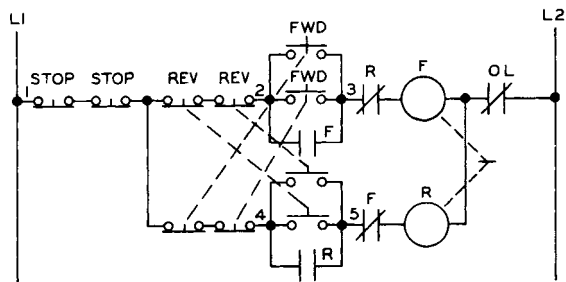 L1
L2
FWD
1 STOP STOP REV REV 2 FWD 3 R F OL
F
4 5 F R
R